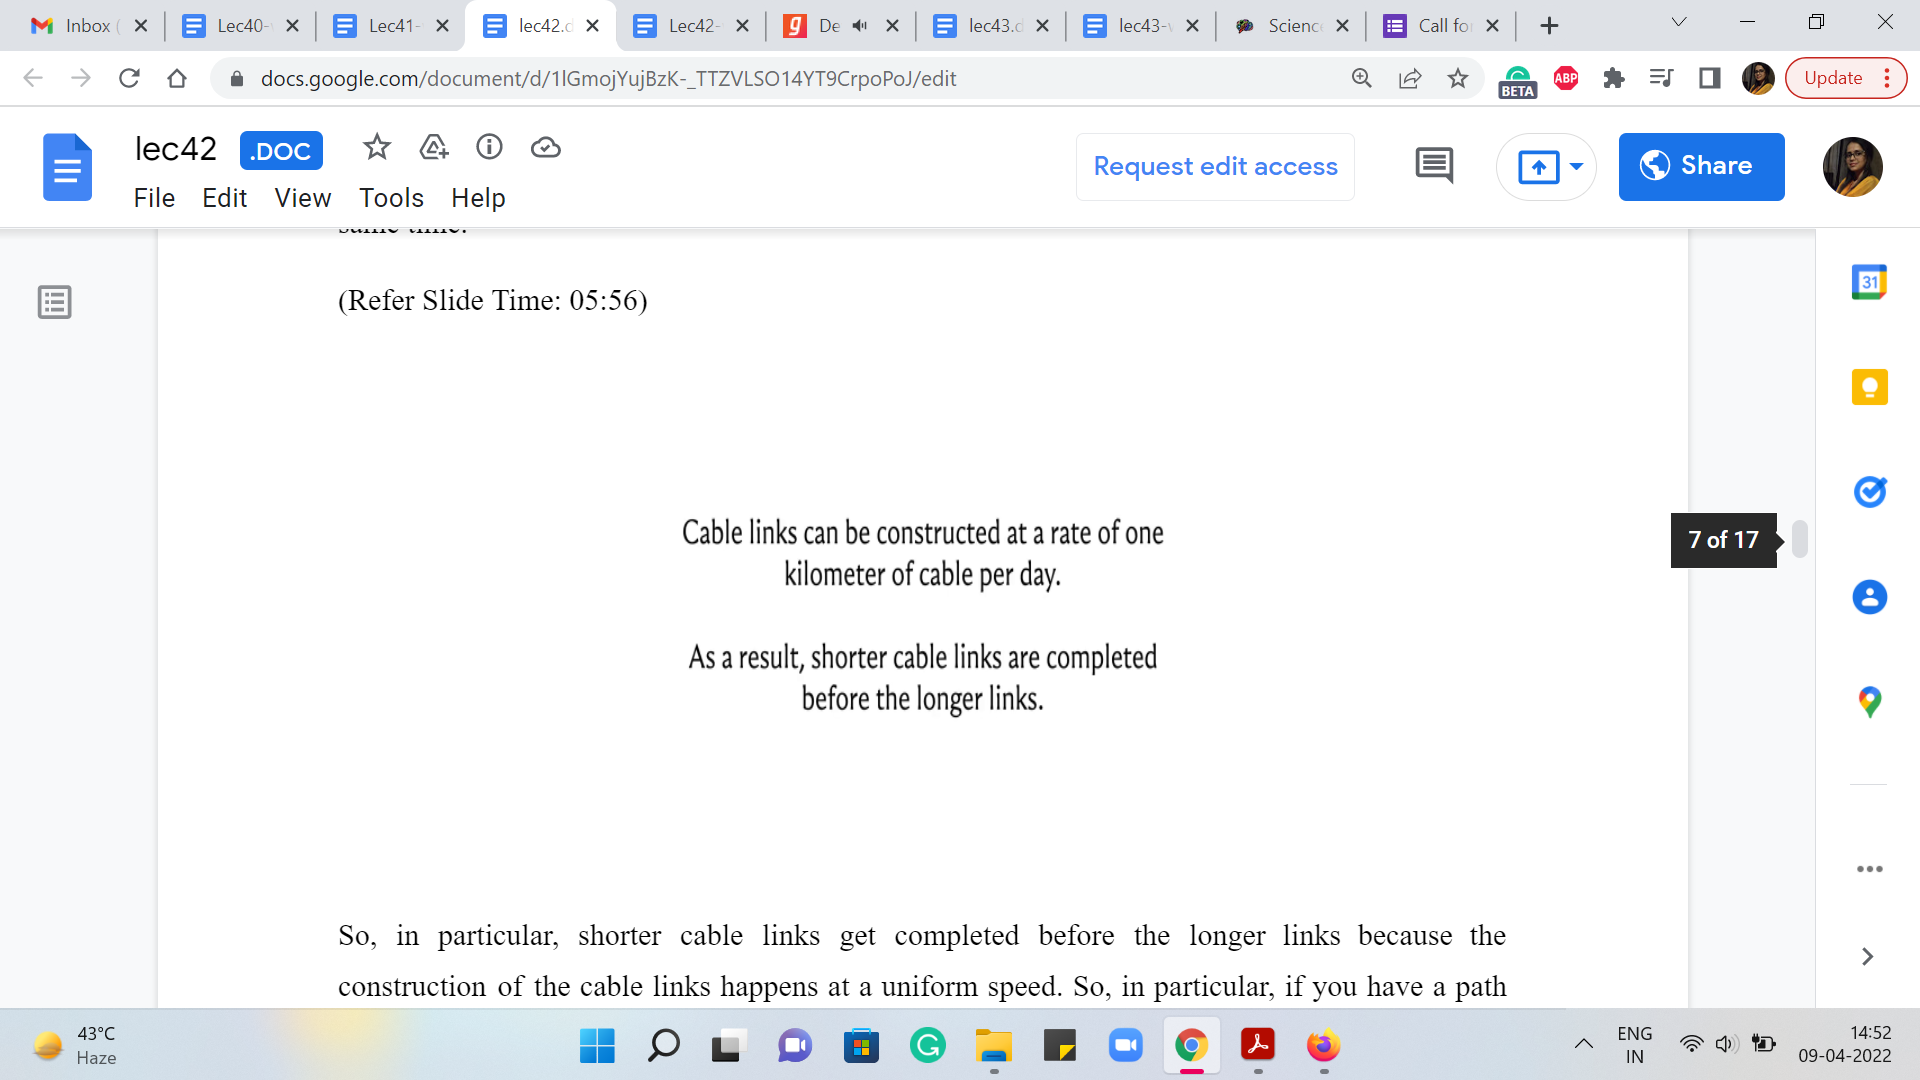 Inbox (
Lec40-v
Lec41-
lec42.d
Lec42-
De
lec43.d
lec43-v
Scienc
Call fo
docs.google.com/document/d/1lGmojYujBzK-_TTZVLSO14YT9CrpoPoJ/edit
BETA
ABP
Update
lec42 .DOC
Request edit access
Share
File Edit View Tools Help
same time.
(Refer Slide Time: 05:56)
Cable links can be constructed at a rate of one
kilometer of cable per day.
As a result, shorter cable links are completed
before the longer links.
7 of 17
31
So, in particular, shorter cable links get completed before the longer links because the
construction of the cable links happens at a uniform speed. So, in particular, if you have a path
43°C
Haze
ENG
IN
14:52
09-04-2022